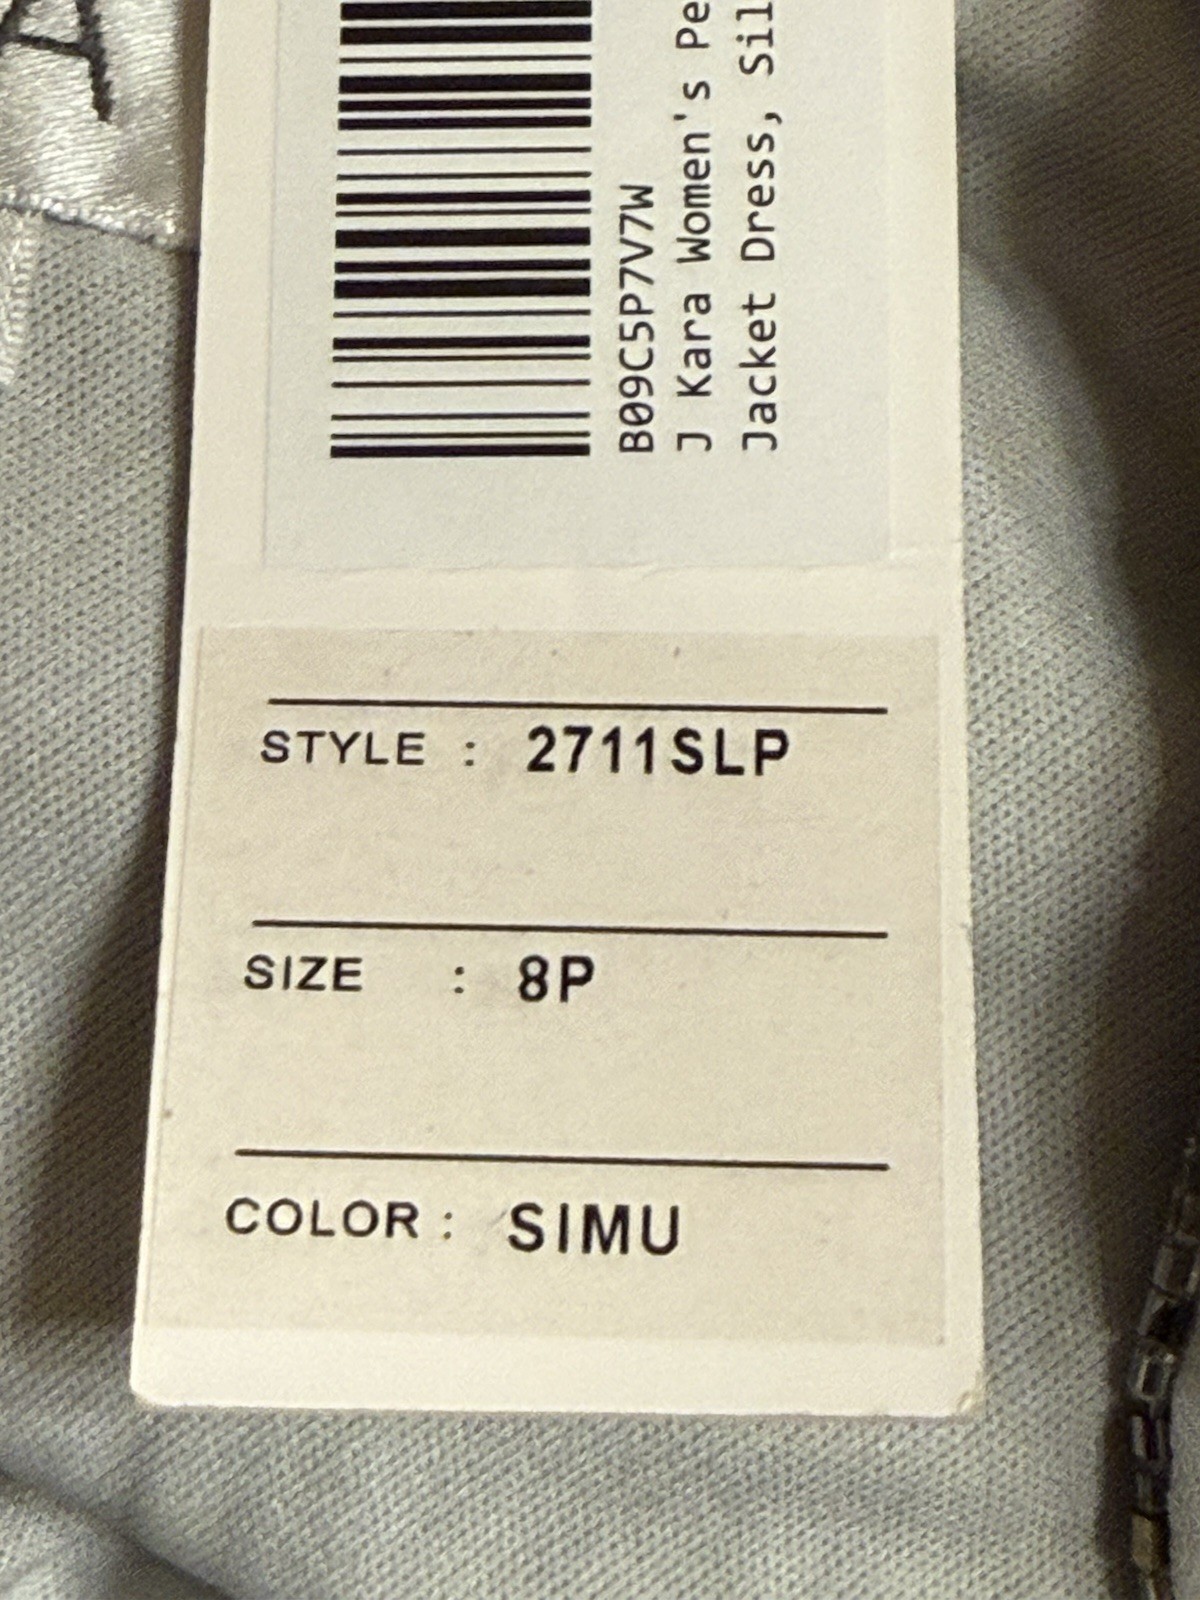 A
B09C5P7V7W
J Kara Women's Pe
Jacket Dress, Sil
STYLE : 2711SLP
SIZE : 8P
COLOR : SIMU